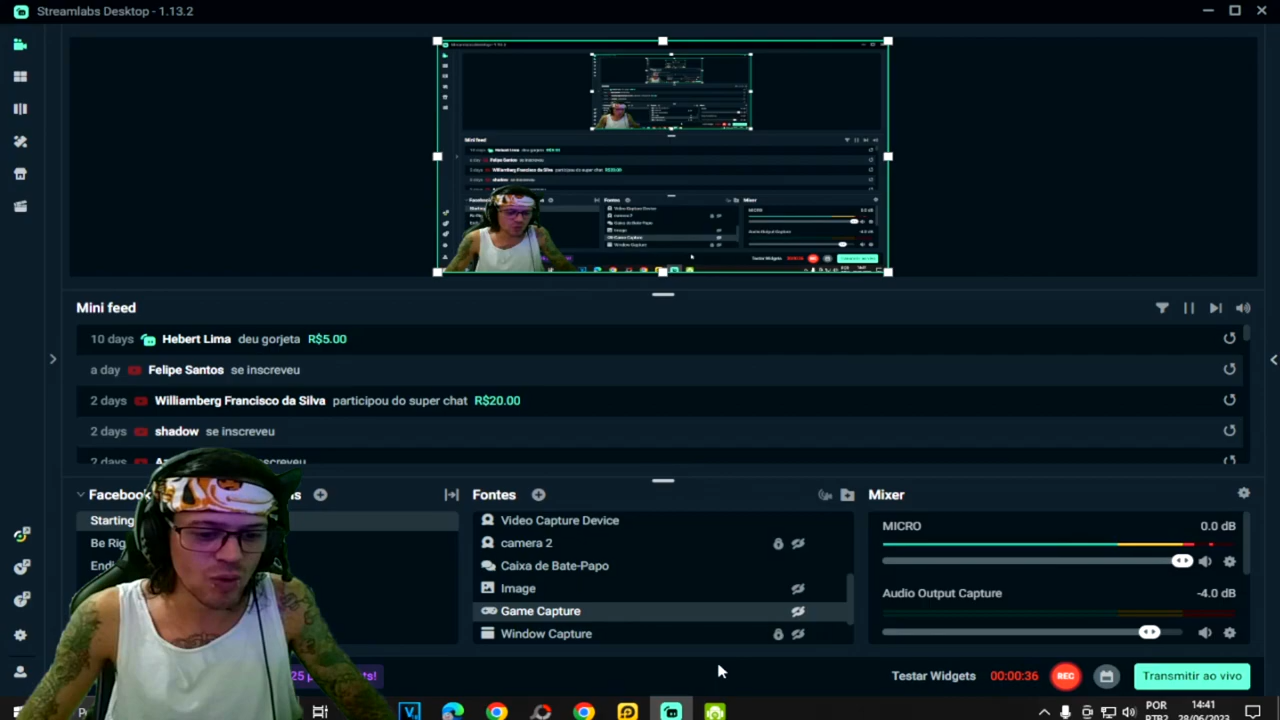 Streamlabs Desktop - 1.13.2
Mini feed
10 days Hebert Lima deu gorjeta R$5.00
a day Felipe Santos se inscreveu
2 days Williamberg Francisco da Silva participou do super chat R$20.00
2 days shadow se inscreveu
2 days
Facebook
Starting
Be Rig
Endi
Fontes
Video Capture Device
camera 2
Caixa de Bate-Papo
Image
Game Capture
Window Capture
Mixer
MICRO 0.0 dB
Audio Output Capture -4.0 dB
Testar Widgets 00:00:36 REC Transmitir ao vivo
POR
PTB2
14:41
28/06/2023